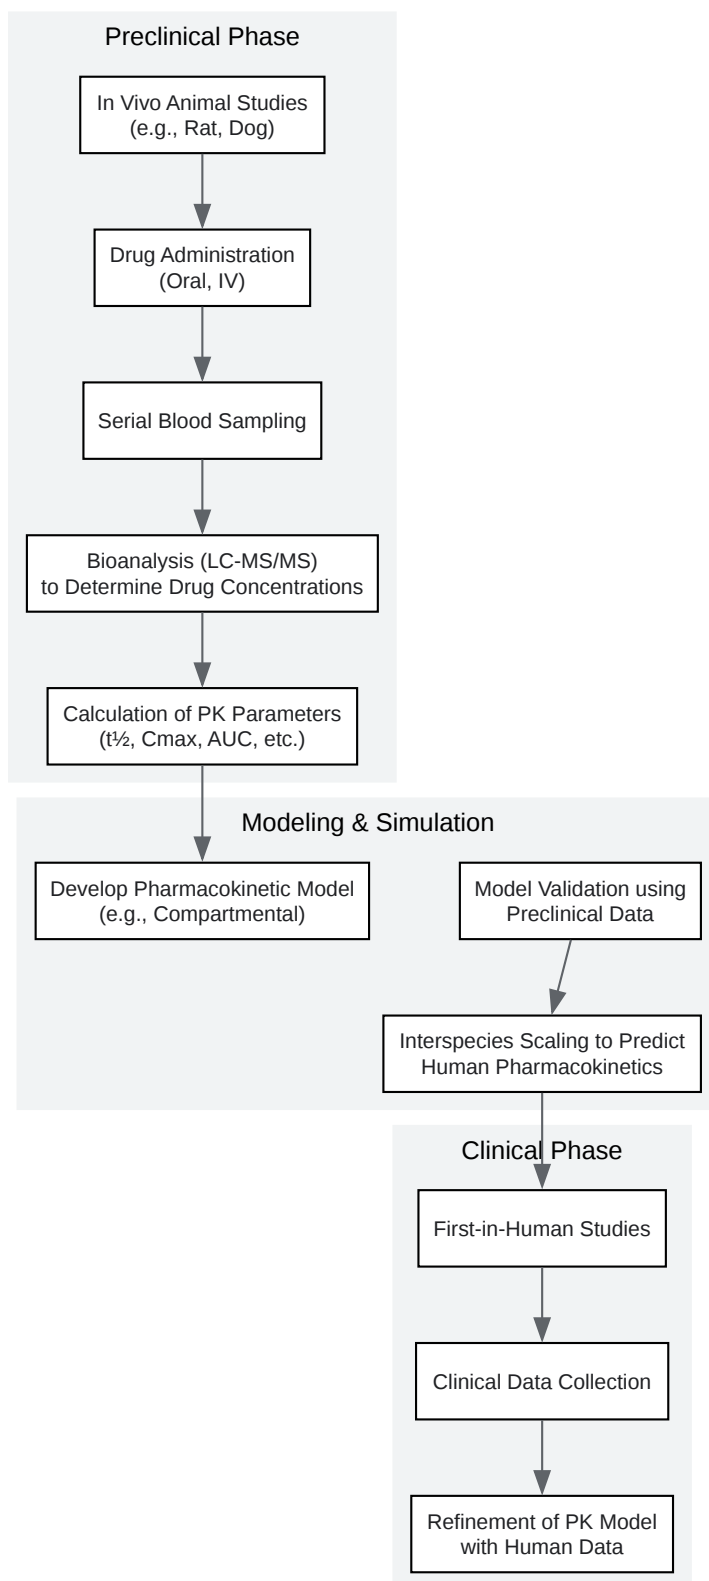 Preclinical Phase
In Vivo Animal Studies
(e.g., Rat, Dog)
Drug Administration
(Oral, IV)
Serial Blood Sampling
Bioanalysis (LC-MS/MS)
to Determine Drug Concentrations
Calculation of PK Parameters
(t½, Cmax, AUC, etc.)
Modeling & Simulation
Develop Pharmacokinetic Model
(e.g., Compartmental)
Model Validation using
Preclinical Data
Interspecies Scaling to Predict
Human Pharmacokinetics
Clinical Phase
First-in-Human Studies
Clinical Data Collection
Refinement of PK Model
with Human Data